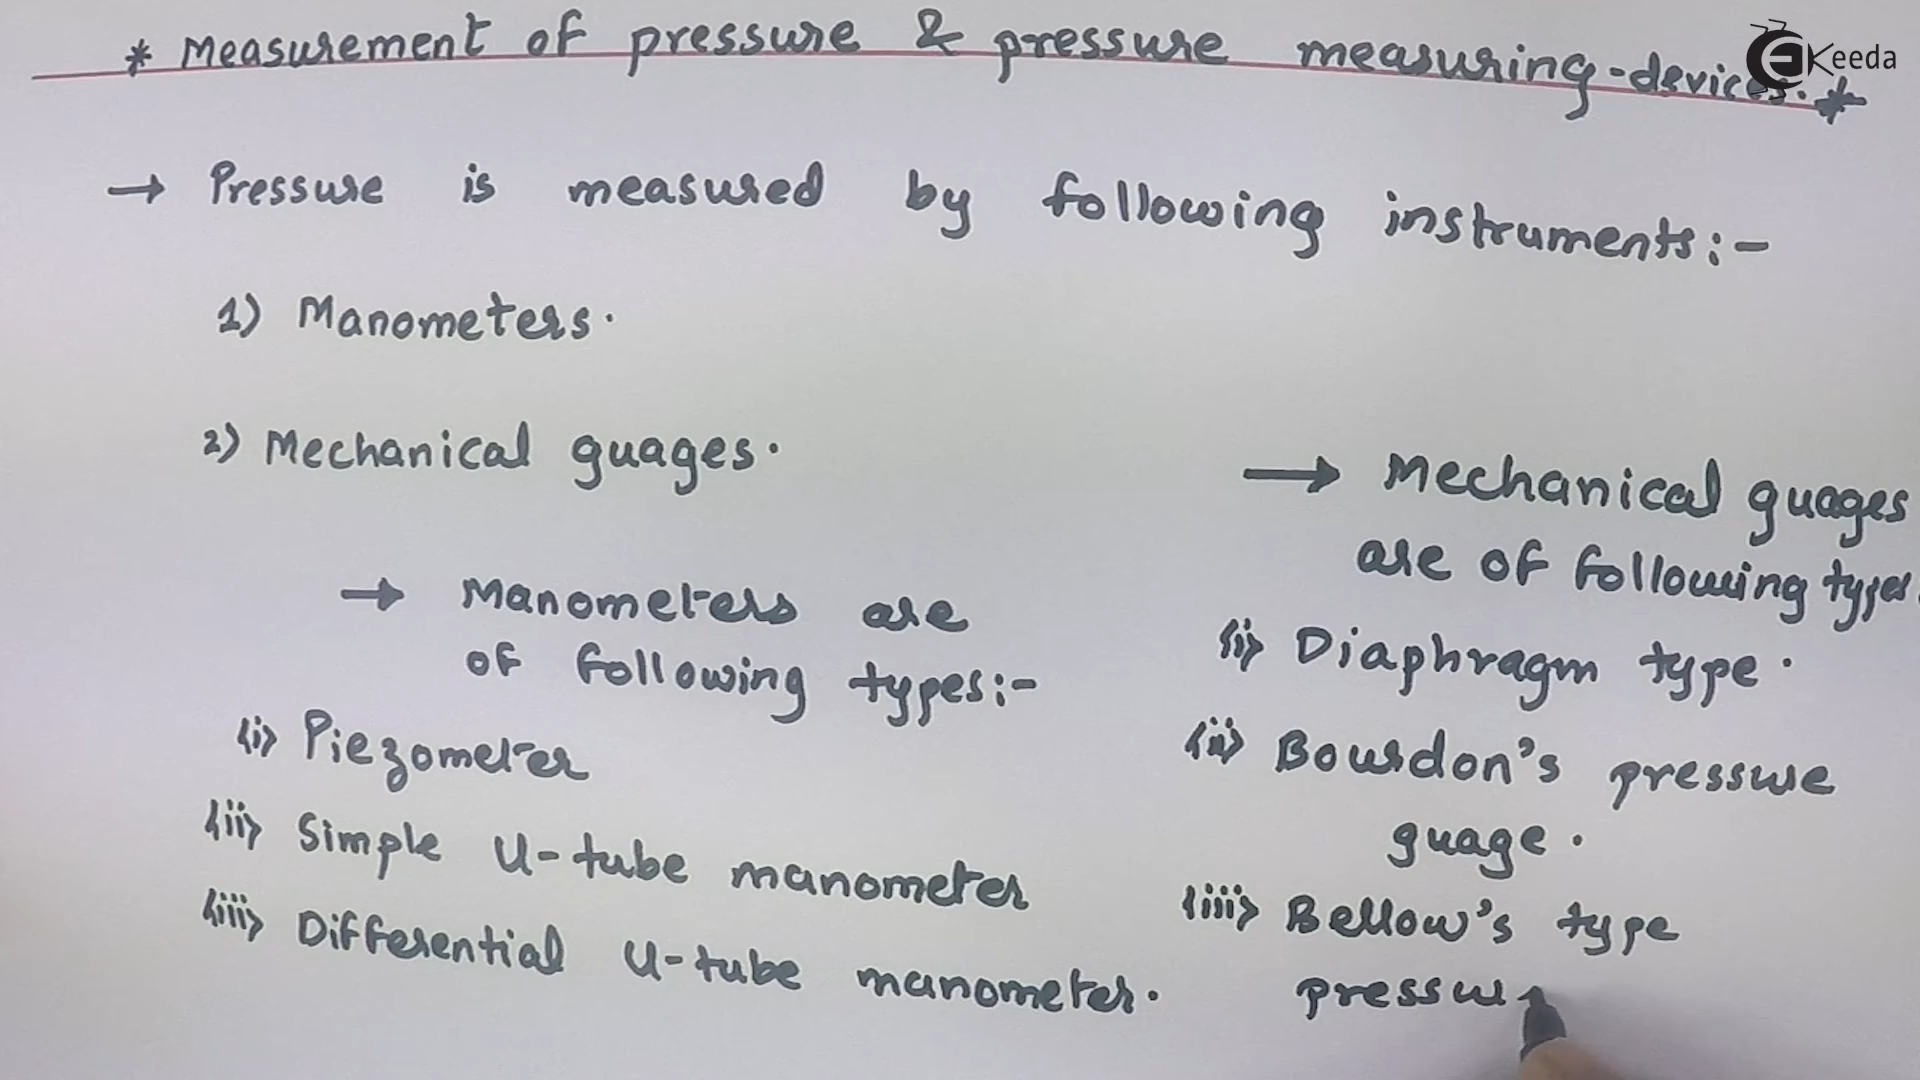 * Measurement of pressure & pressure measuring-devices. *
Keeda
→ Pressure is measured by following instruments:-
1) Manometers.
2) Mechanical guages.
→ Manometers are
of following types:-
(i) Piezometer
(ii) Simple U-tube manometer
(iii) Differential U-tube manometer.
→ Mechanical guages
are of following types.
(i) Diaphragm type.
(ii) Bourdon's pressure
guage.
(iii) Bellow's type
pressur